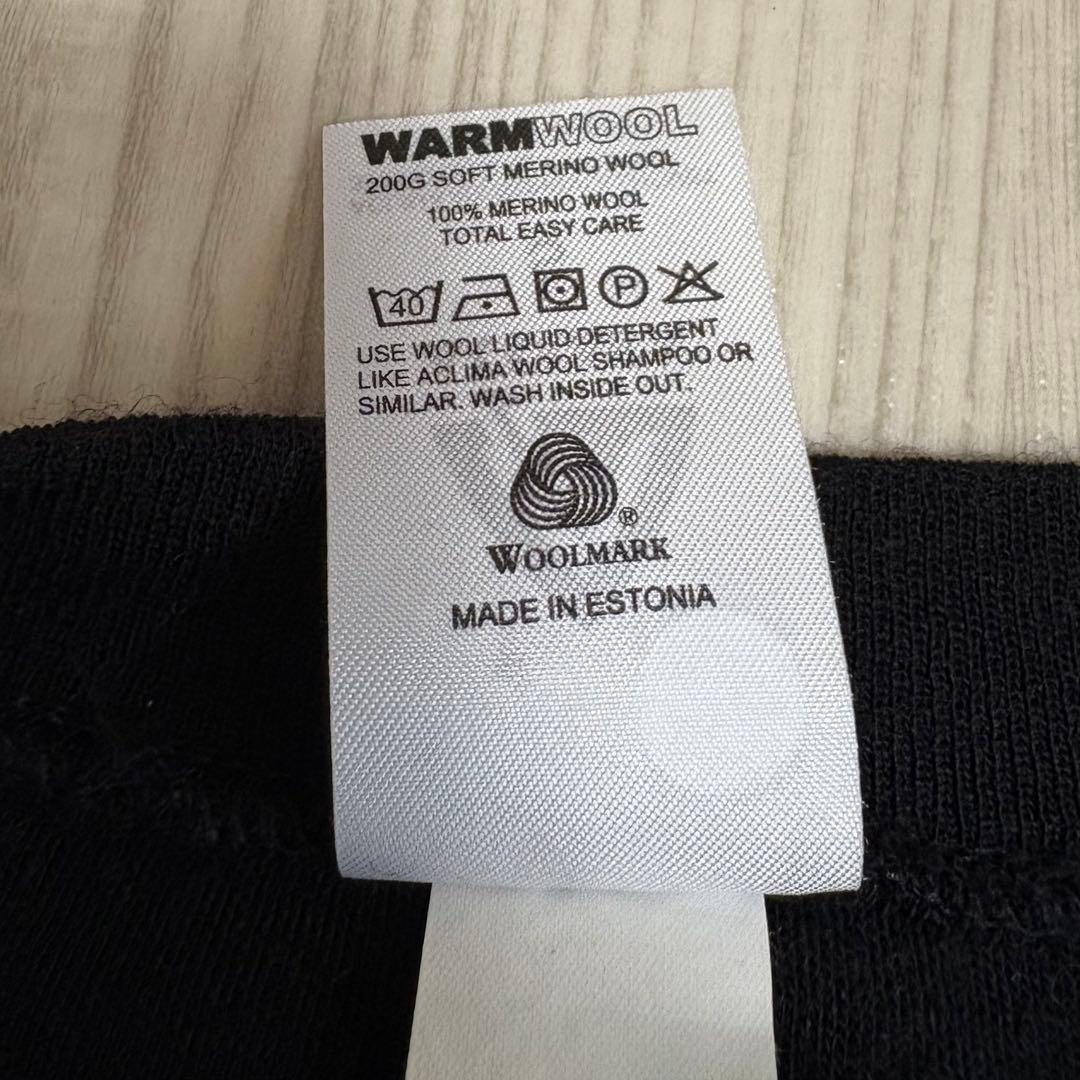 WARMWOOL
200G SOFT MERINO WOOL
100% MERINO WOOL
TOTAL EASY CARE
40 P
USE WOOL LIQUID DETERGENT
LIKE ACLIMA WOOL SHAMPOO OR
SIMILAR. WASH INSIDE OUT.
®
WOOLMARK
MADE IN ESTONIA